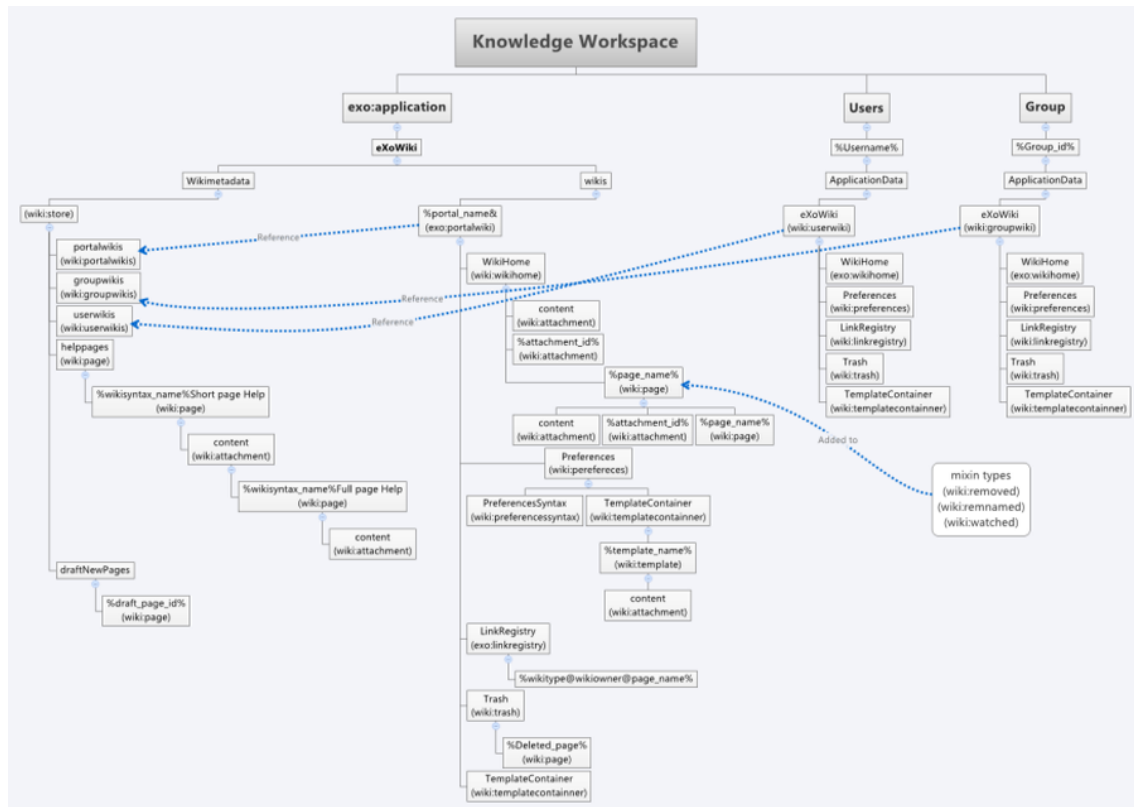 Knowledge Workspace
exo:application
Users
Group
eXoWiki
%Username%
%Group_id%
Wikimetadata
wikis
ApplicationData
ApplicationData
(wiki:store)
%portal_name&
(exo:portalwiki)
eXoWiki
(wiki:userwiki)
eXoWiki
(wiki:groupwiki)
Reference
Reference
Reference
portalwikis
(wiki:portalwikis)
groupwikis
(wiki:groupwikis)
userwikis
(wiki:userwikis)
helppages
(wiki:page)
%wikisyntax_name%Short page Help
(wiki:page)
content
(wiki:attachment)
%wikisyntax_name%Full page Help
(wiki:page)
content
(wiki:attachment)
draftNewPages
%draft_page_id%
(wiki:page)
WikiHome
(wiki:wikihome)
content
(wiki:attachment)
%attachment_id%
(wiki:attachment)
%page_name%
(wiki:page)
content
(wiki:attachment)
%attachment_id%
(wiki:attachment)
%page_name%
(wiki:page)
Preferences
(wiki:perefereces)
PreferencesSyntax
(wiki:preferencessyntax)
TemplateContainer
(wiki:templatecontainner)
%template_name%
(wiki:template)
content
(wiki:attachment)
LinkRegistry
(exo:linkregistry)
%wikitype@wikiowner@page_name%
Trash
(wiki:trash)
%Deleted_page%
(wiki:page)
TemplateContainer
(wiki:templatecontainner)
WikiHome
(exo:wikihome)
Preferences
(wiki:preferences)
LinkRegistry
(wiki:linkregistry)
Trash
(wiki:trash)
TemplateContainer
(wiki:templatecontainner)
WikiHome
(exo:wikihome)
Preferences
(wiki:preferences)
LinkRegistry
(wiki:linkregistry)
Trash
(wiki:trash)
TemplateContainer
(wiki:templatecontainner)
Added to
mixin types
(wiki:removed)
(wiki:remnamed)
(wiki:watched)